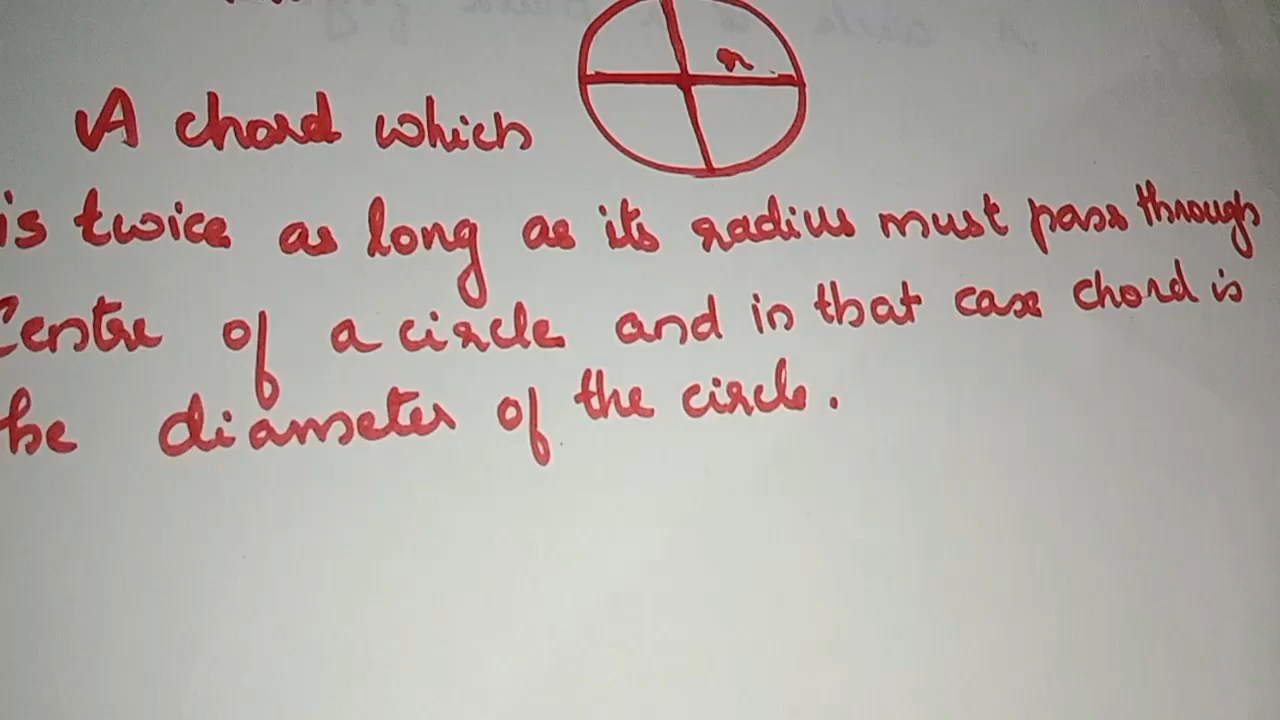 r
A chord which
is twice as long as its radius must pass through
Centre of a circle and in that case chord is
he diameter of the circle.